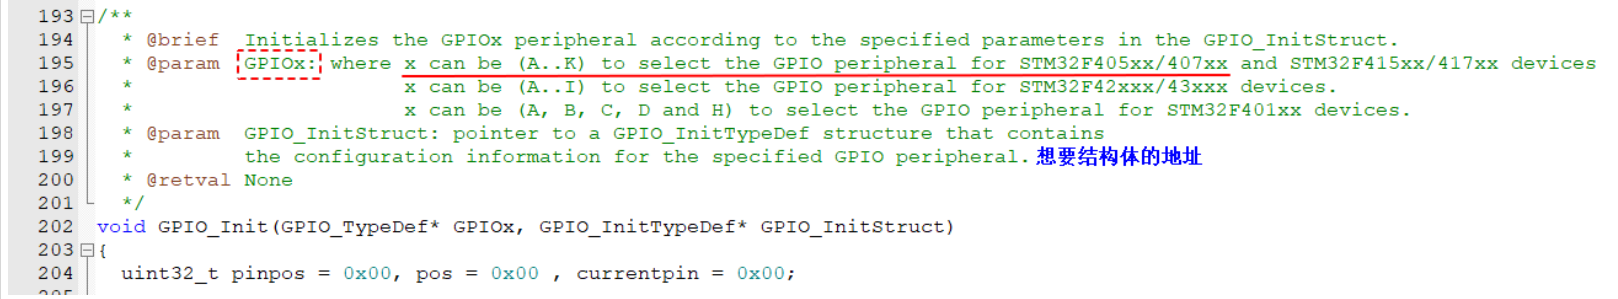 193 /**
194 * @brief Initializes the GPIOx peripheral according to the specified parameters in the GPIO_InitStruct.
195 * @param GPIOx: where x can be (A..K) to select the GPIO peripheral for STM32F405xx/407xx and STM32F415xx/417xx devices
196 * x can be (A..I) to select the GPIO peripheral for STM32F42xxx/43xxx devices.
197 * x can be (A, B, C, D and H) to select the GPIO peripheral for STM32F401xx devices.
198 * @param GPIO_InitStruct: pointer to a GPIO_InitTypeDef structure that contains
199 * the configuration information for the specified GPIO peripheral. 想要结构体的地址
200 * @retval None
201 */
202 void GPIO_Init(GPIO_TypeDef* GPIOx, GPIO_InitTypeDef* GPIO_InitStruct)
203 {
204 uint32_t pinpos = 0x00, pos = 0x00 , currentpin = 0x00;